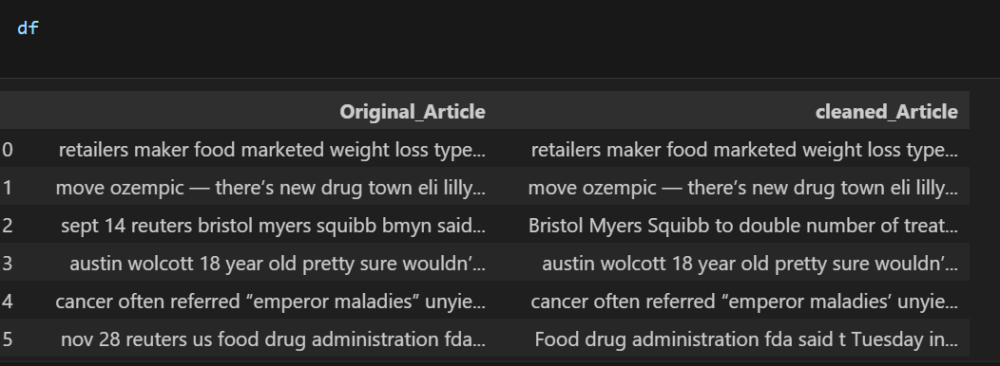 df
Original_Article cleaned_Article
0 retailers maker food marketed weight loss type... retailers maker food marketed weight loss type...
1 move ozempic — there’s new drug town eli lilly... move ozempic — there’s new drug town eli lilly...
2 sept 14 reuters bristol myers squibb bmyn said... Bristol Myers Squibb to double number of treat...
3 austin wolcott 18 year old pretty sure wouldn’... austin wolcott 18 year old pretty sure wouldn’...
4 cancer often referred “emperor maladies” unyie... cancer often referred “emperor maladies’ unyie...
5 nov 28 reuters us food drug administration fda... Food drug administration fda said t Tuesday in...